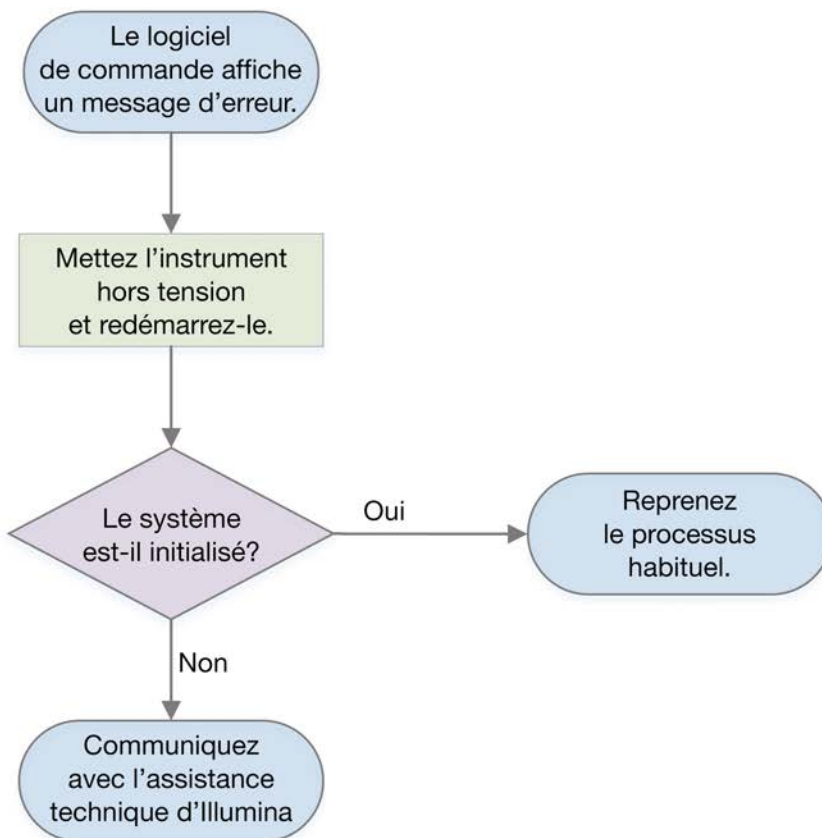 Le logiciel
de commande affiche
un message d'erreur.
Mettez l'instrument
hors tension
et redémarrez-le.
Le système
est-il initialisé?
Oui
Reprenez
le processus
habituel.
Non
Communiquez
avec l'assistance
technique d'Illumina